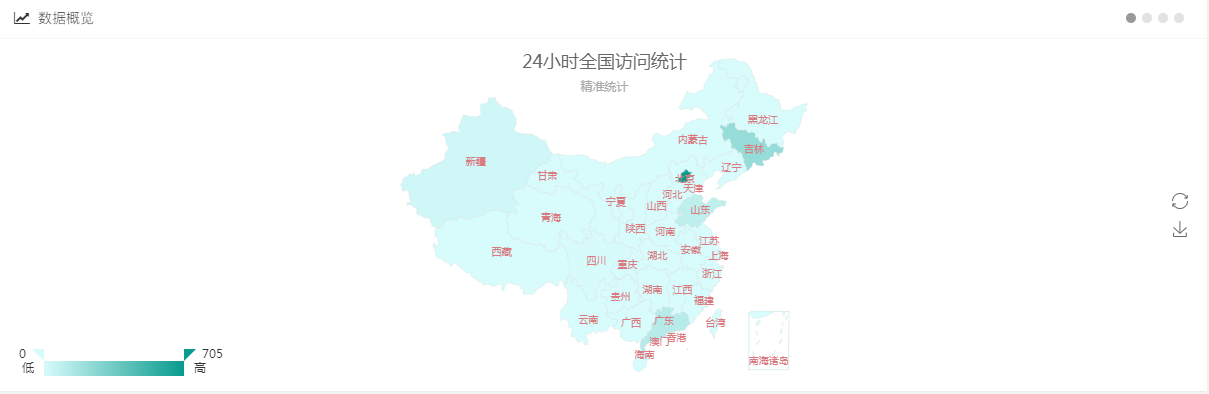 数据概览
24小时全国访问统计
精准统计
黑龙江
内蒙古
吉林
新疆
辽宁
甘肃
北京
天津
河北
宁夏
山西
山东
青海
陕西
河南
江苏
西藏
安徽
湖北
上海
四川
重庆
浙江
湖南
江西
贵州
福建
云南
广西
广东
台湾
香港
澳门
海南
南海诸岛
0
705
低
高